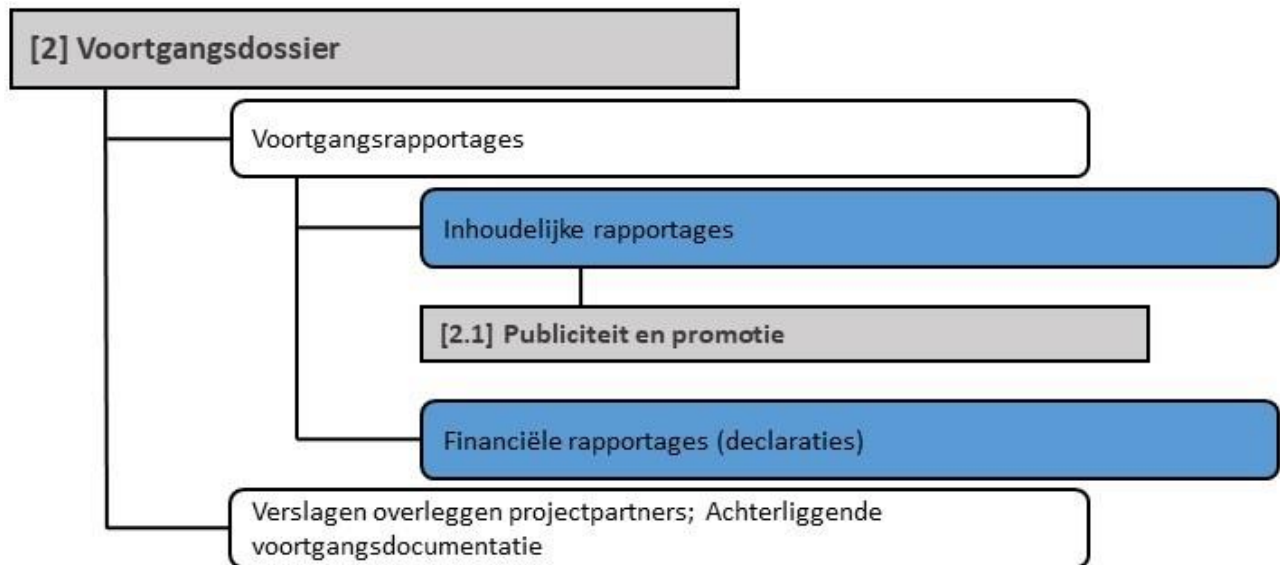 [2] Voortgangsdossier
Voortgangsrapportages
Inhoudelijke rapportages
[2.1] Publiciteit en promotie
Financiële rapportages (declaraties)
Verslagen overleggen projectpartners; Achterliggende
voortgangsdocumentatie